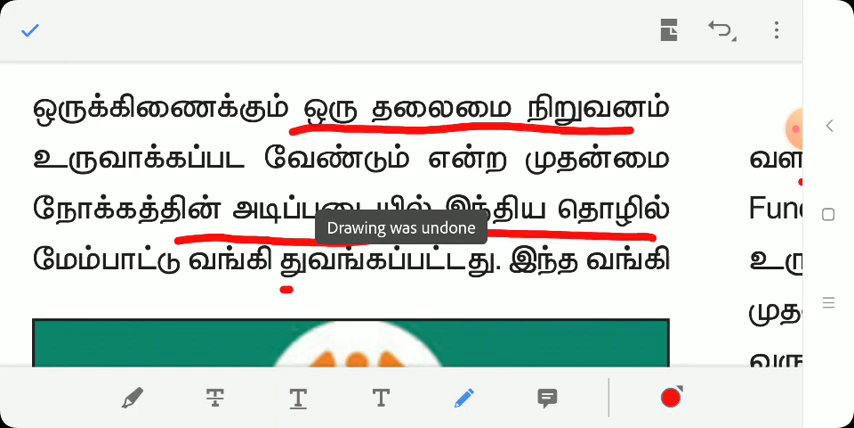 ஒருக்கிணைக்கும் ஒரு தலைமை நிறுவனம்
உருவாக்கப்பட வேண்டும் என்ற முதன்மை
நோக்கத்தின் அடிப்படையில் இந்திய தொழில்
Drawing was undone
மேம்பாட்டு வங்கி துவங்கப்பட்டது. இந்த வங்கி